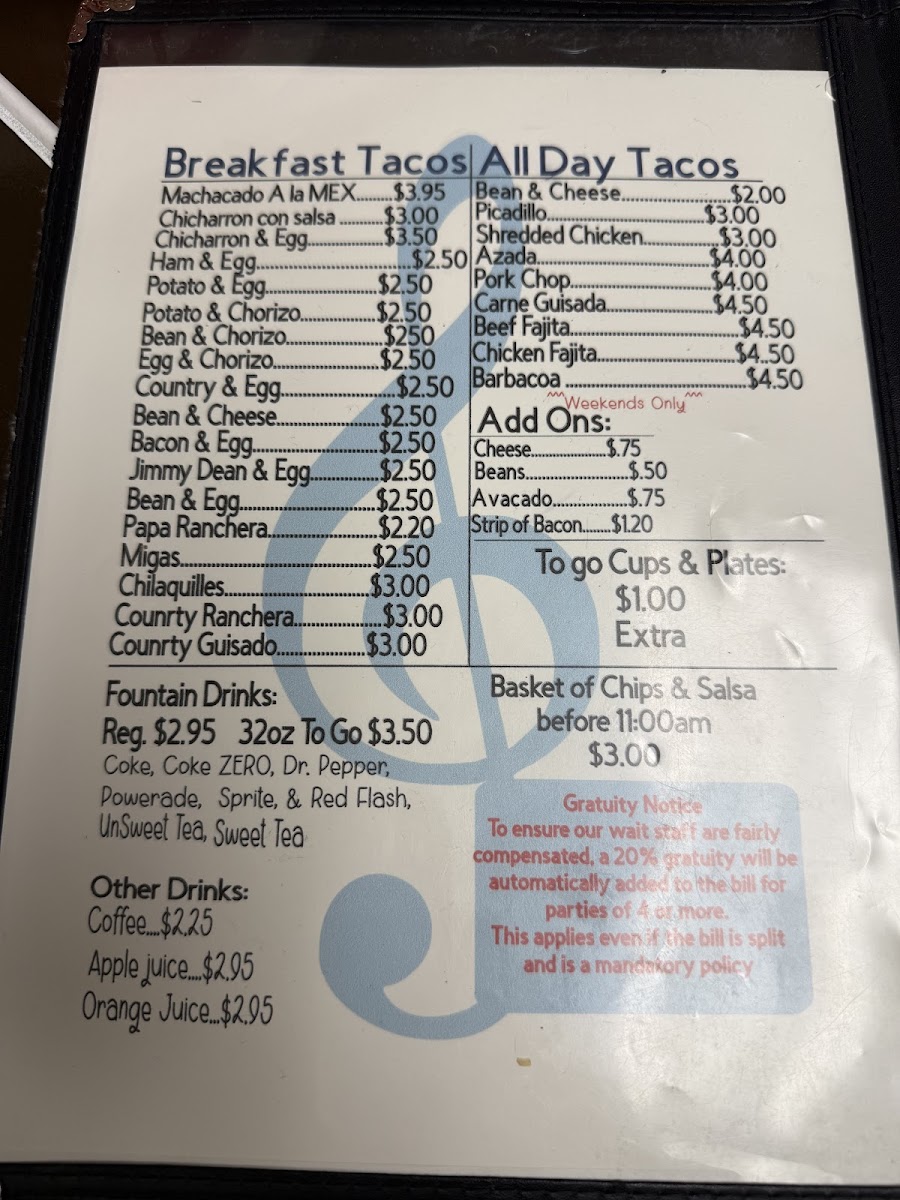 Breakfast Tacos
Machacado A la MEX........$3.95
Chicharron con salsa ..........$3.00
Chicharron & Egg.................$3.50
Ham & Egg...................................$2.50
Potato & Egg.........................$2.50
Potato & Chorizo..................$2.50
Bean & Chorizo......................$250
Egg & Chorizo........................$2.50
Country & Egg.........................$2.50
Bean & Cheese.......................$2.50
Bacon & Egg...........................$2.50
Jimmy Dean & Egg...............$2.50
Bean & Egg.............................$2.50
Papa Ranchera........................$2.20
Migas..........................................$2.50
Chilaquilles...............................$3.00
Counrty Ranchera...................$3.00
Counrty Guisado....................$3.00
All Day Tacos
Bean & Cheese.........................$2.00
Picadillo....................................$3.00
Shredded Chicken.................$3.00
Azada.......................................$4.00
Pork Chop................................$4.00
Carne Guisada........................$4.50
Beef Fajita.....................................$4.50
Chicken Fajita..............................$4..50
Barbacoa ......................................$4.50
^^^Weekends Only^^^
Add Ons:
Cheese..................$.75
Beans.........................$.50
Avacado..................$.75
Strip of Bacon.......$1.20
To go Cups & Plates:
$1.00
Extra
Fountain Drinks:
Reg. $2.95 32oz To Go $3.50
Coke, Coke ZERO, Dr. Pepper,
Powerade, Sprite, & Red Flash,
UnSweet Tea, Sweet Tea
Other Drinks:
Coffee....$2.25
Apple juice....$2.95
Orange Juice...$2.95
Basket of Chips & Salsa
before 11:00am
$3.00
Gratuity Notice
To ensure our wait staff are fairly
compensated, a 20% gratuity will be
automatically added to the bill for
parties of 4 or more.
This applies even if the bill is split
and is a mandatory policy